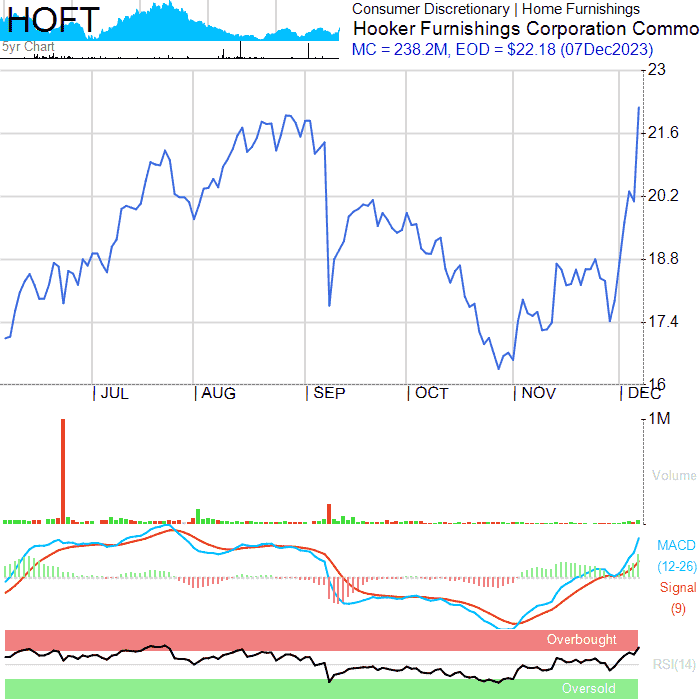 HOFT
5yr Chart
Consumer Discretionary | Home Furnishings
Hooker Furnishings Corporation Commo
MC = 238.2M, EOD = $22.18 (07Dec2023)
23
21.6
20.2
18.8
17.4
16
JUL AUG SEP OCT NOV DEC
1M
Volume
MACD
(12-26)
Signal
(9)
Overbought
RSI(14)
Oversold